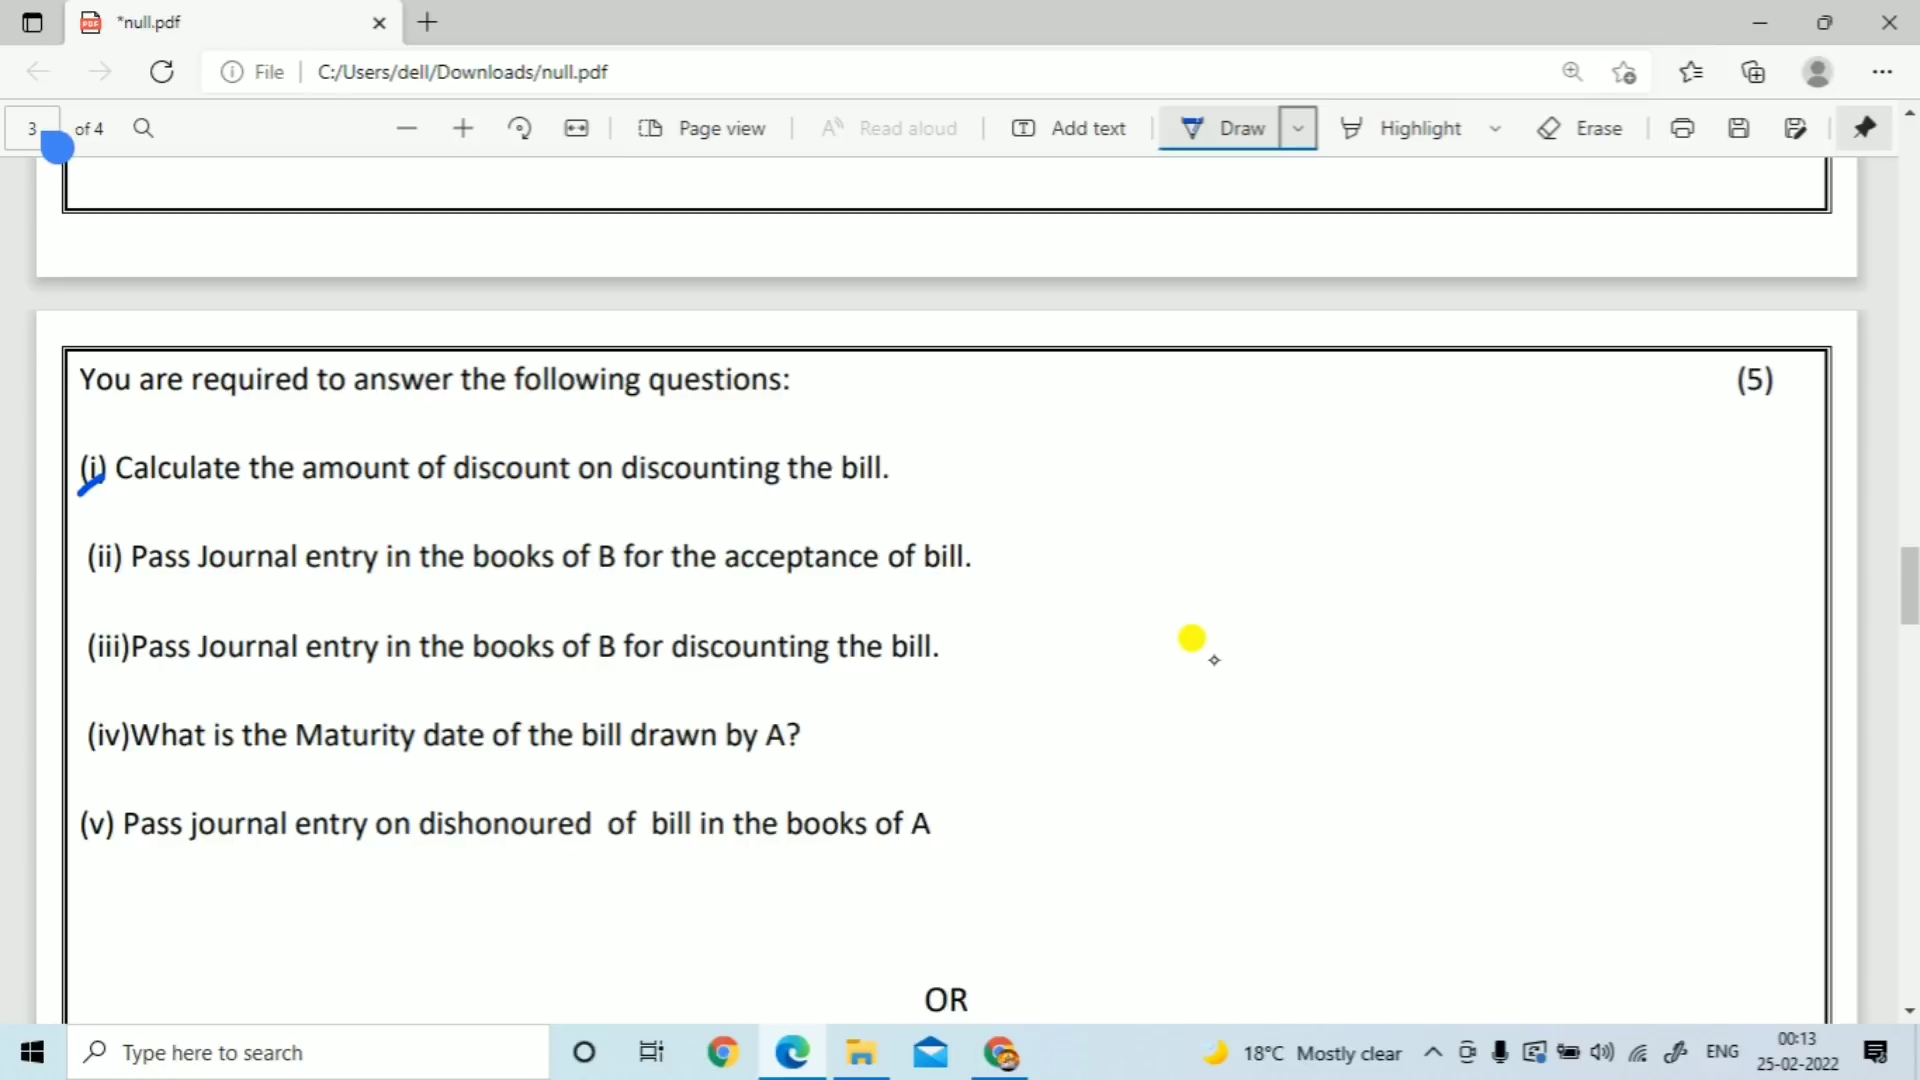 *null.pdf
File
C:/Users/dell/Downloads/null.pdf
3 of 4
Page view
Read aloud
Add text
Draw
Highlight
Erase
You are required to answer the following questions: (5)
(i) Calculate the amount of discount on discounting the bill.
(ii) Pass Journal entry in the books of B for the acceptance of bill.
(iii)Pass Journal entry in the books of B for discounting the bill.
(iv)What is the Maturity date of the bill drawn by A?
(v) Pass journal entry on dishonoured of bill in the books of A
OR
Type here to search
18°C Mostly clear
ENG
00:13
25-02-2022